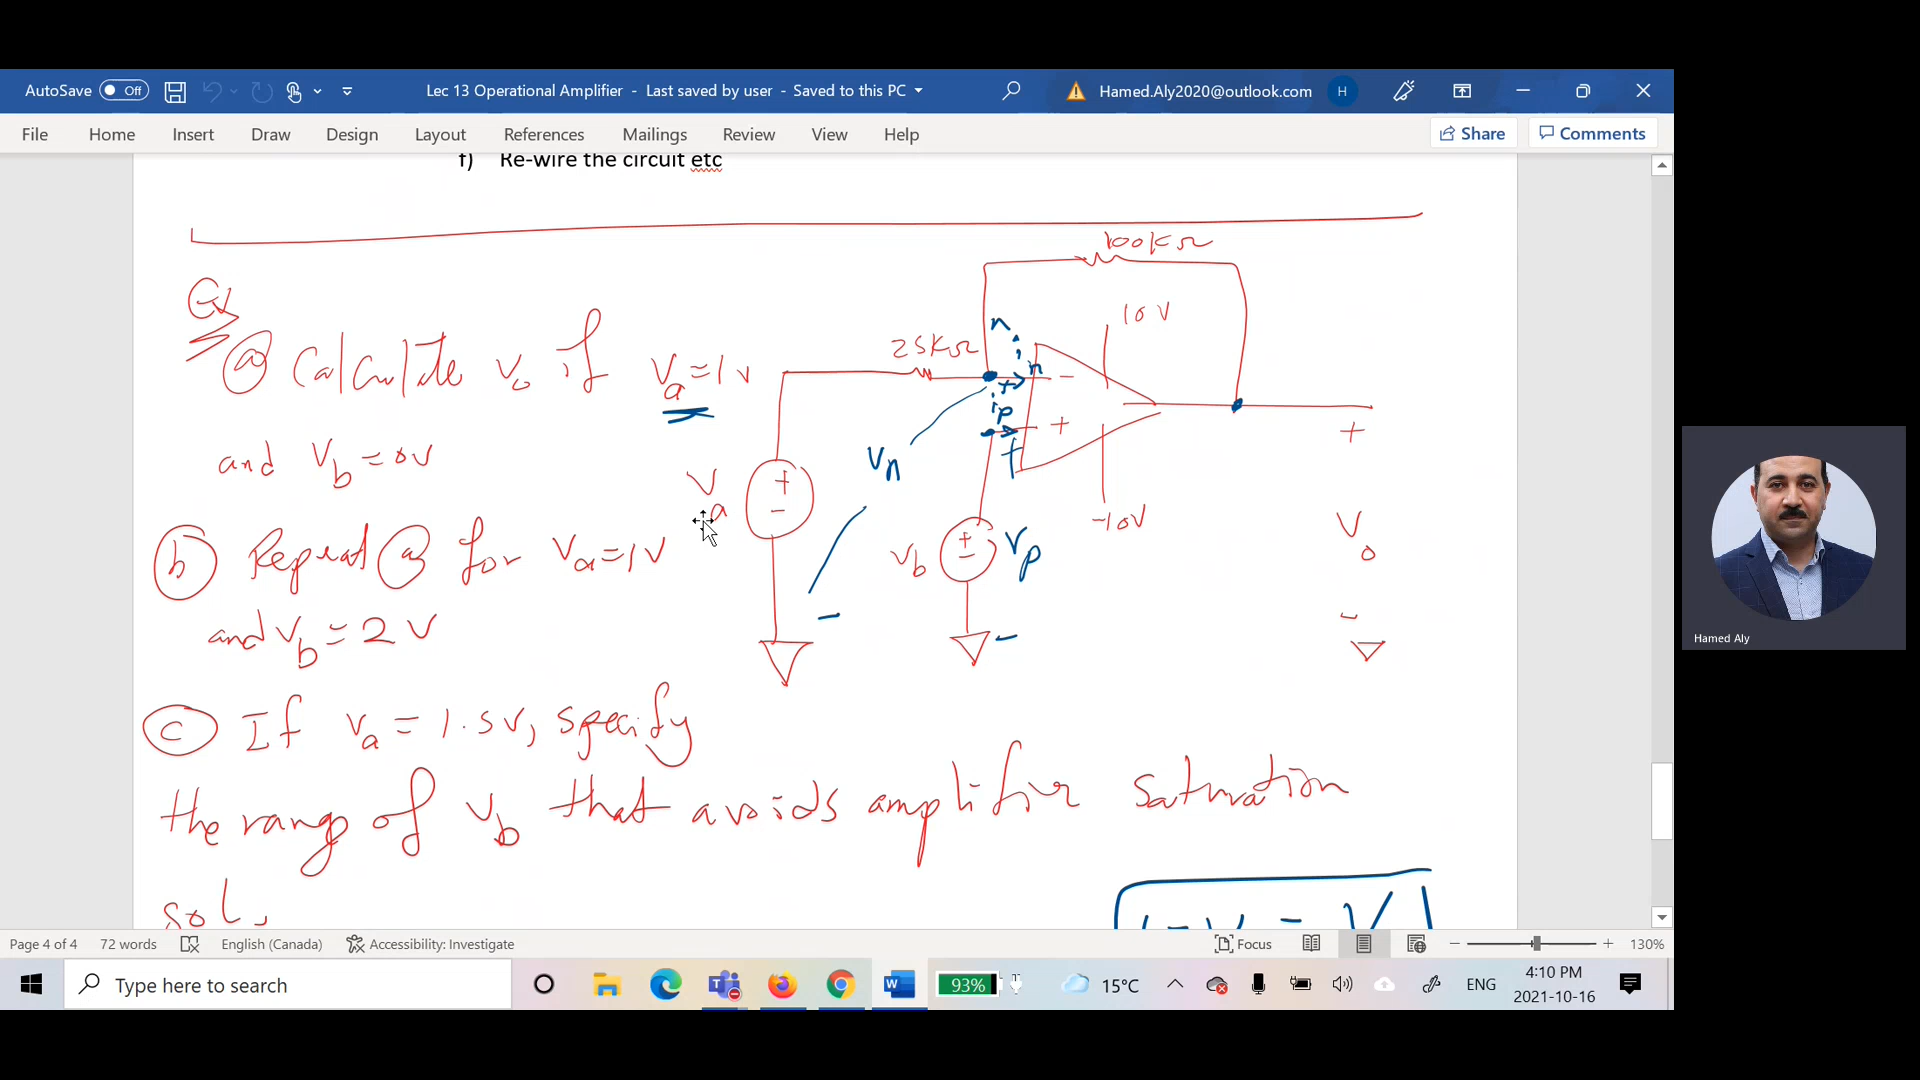 AutoSave Off
Lec 13 Operational Amplifier - Last saved by user - Saved to this PC
Hamed.Aly2020@outlook.com H
File Home Insert Draw Design Layout References Mailings Review View Help
Share Comments
f) Re-wire the circuit etc
100KΩ
Ex
10V
25KΩ
n
n
ip
(a) Calculate Vo if Va=1v
- +
+
and Vb=0V
Vn
Va
+ -
-10V
Vo
Vb
+ -
Vp
(b) Repeat (a) for Va=1V
and Vb=2V
(c) If Va=1.5V, specify
the range of Vb that avoids amplifier saturation
sol,
Hamed Aly
Page 4 of 4 72 words English (Canada) Accessibility: Investigate
Focus 130%
Type here to search
93% 15°C ENG
4:10 PM
2021-10-16